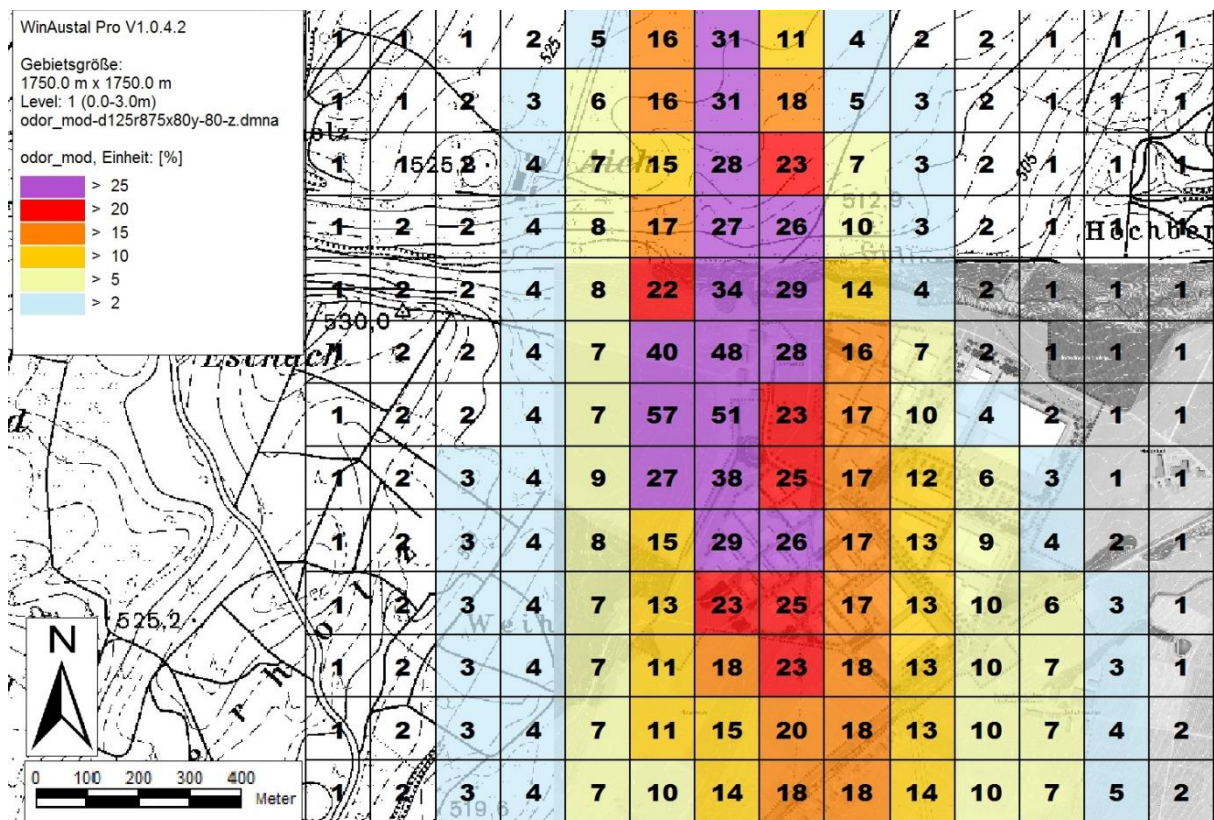 WinAustal Pro V1.0.4.2
Gebietsgröße:
1750.0 m x 1750.0 m
Level: 1 (0.0-3.0m)
odor_mod-d125r875x80y-80-z.dmna
odor_mod, Einheit: [%]
> 25
> 20
> 15
> 10
> 5
> 2
1 1 1 2 5 16 31 11 4 2 2 1 1 1
525
1 1 2 3 6 16 31 18 5 3 2 1 1 1
1 1 2 4 7 15 28 23 7 3 2 1 1 1
525,2
Aich
505
512,9
1 2 2 4 8 17 27 26 10 3 2 1 1 1
Hochber
1 2 2 4 8 22 34 29 14 4 2 1 1 1
530,0
1 2 2 4 7 40 48 28 16 7 2 1 1 1
Eschach
1 2 2 4 7 57 51 23 17 10 4 2 1 1
1 2 3 4 9 27 38 25 17 12 6 3 1 1
1 2 3 4 8 15 29 26 17 13 9 4 2 1
1 2 3 4 7 13 23 25 17 13 10 6 3 1
525,2
Weih
1 2 3 4 7 11 18 23 18 13 10 7 3 1
1 2 3 4 7 11 15 20 18 13 10 7 4 2
1 2 3 4 7 10 14 18 18 14 10 7 5 2
519,6
N
0 100 200 300 400
Meter